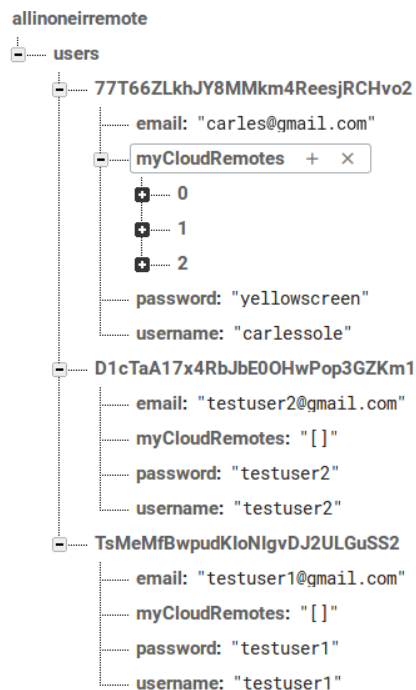 allinoneirremote
users
77T66ZLkhJY8MMkm4ReesjRCHvo2
email: "carles@gmail.com"
myCloudRemotes + ×
0
1
2
password: "yellowscreen"
username: "carlessole"
D1cTaA17x4RbJbE0OHwPop3GZKm1
email: "testuser2@gmail.com"
myCloudRemotes: "[]"
password: "testuser2"
username: "testuser2"
TsMeMfBwpudKIoNIgvDJ2ULGuSS2
email: "testuser1@gmail.com"
myCloudRemotes: "[]"
password: "testuser1"
username: "testuser1"